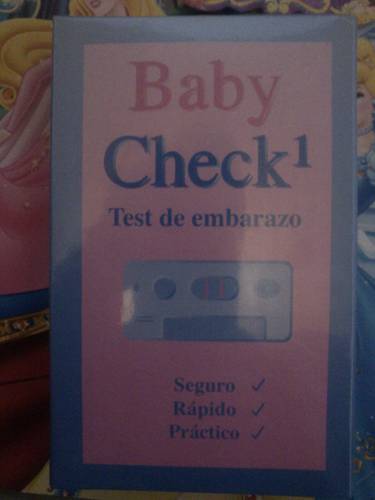 Baby
Check¹
Test de embarazo
Seguro ✓
Rápido ✓
Práctico ✓